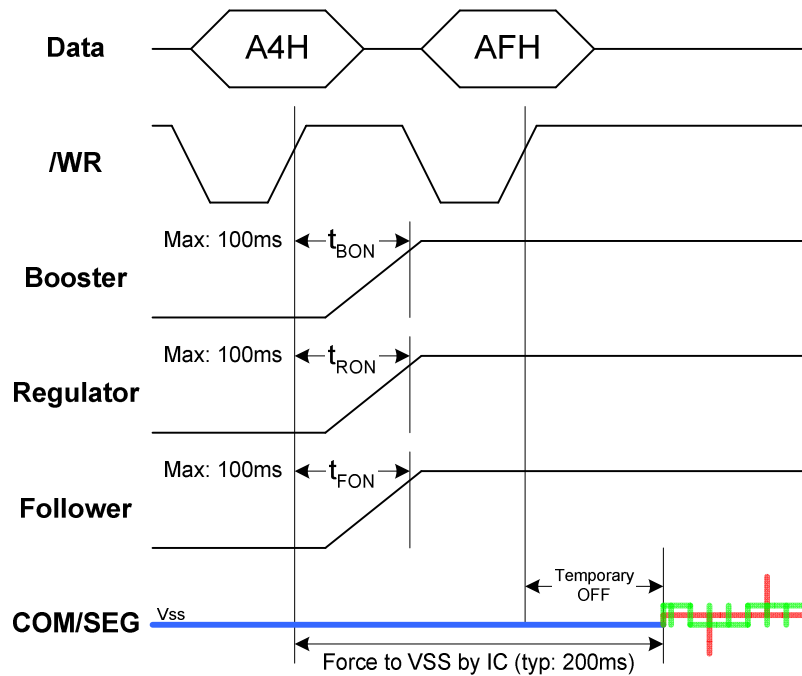 Data
A4H
AFH
/WR
Max: 100ms
tBON
Booster
Max: 100ms
tRON
Regulator
Max: 100ms
tFON
Follower
Temporary
OFF
COM/SEG
Vss
Force to VSS by IC (typ: 200ms)